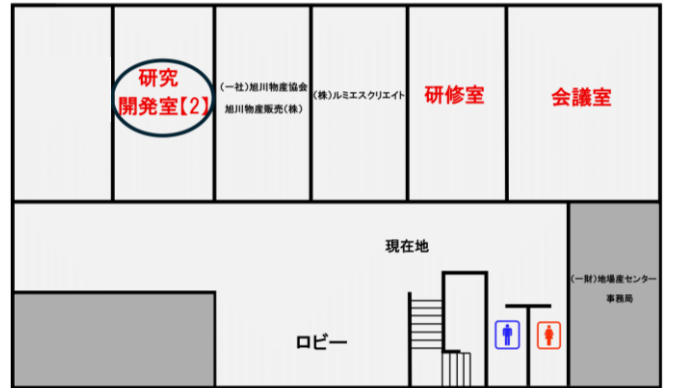 研究
開発室【2】
(一社)旭川物産協会
旭川物産販売(株)
(株)ルミエスクリエイト
研修室
会議室
現在地
(一財)地場産センター
事務局
ロビー